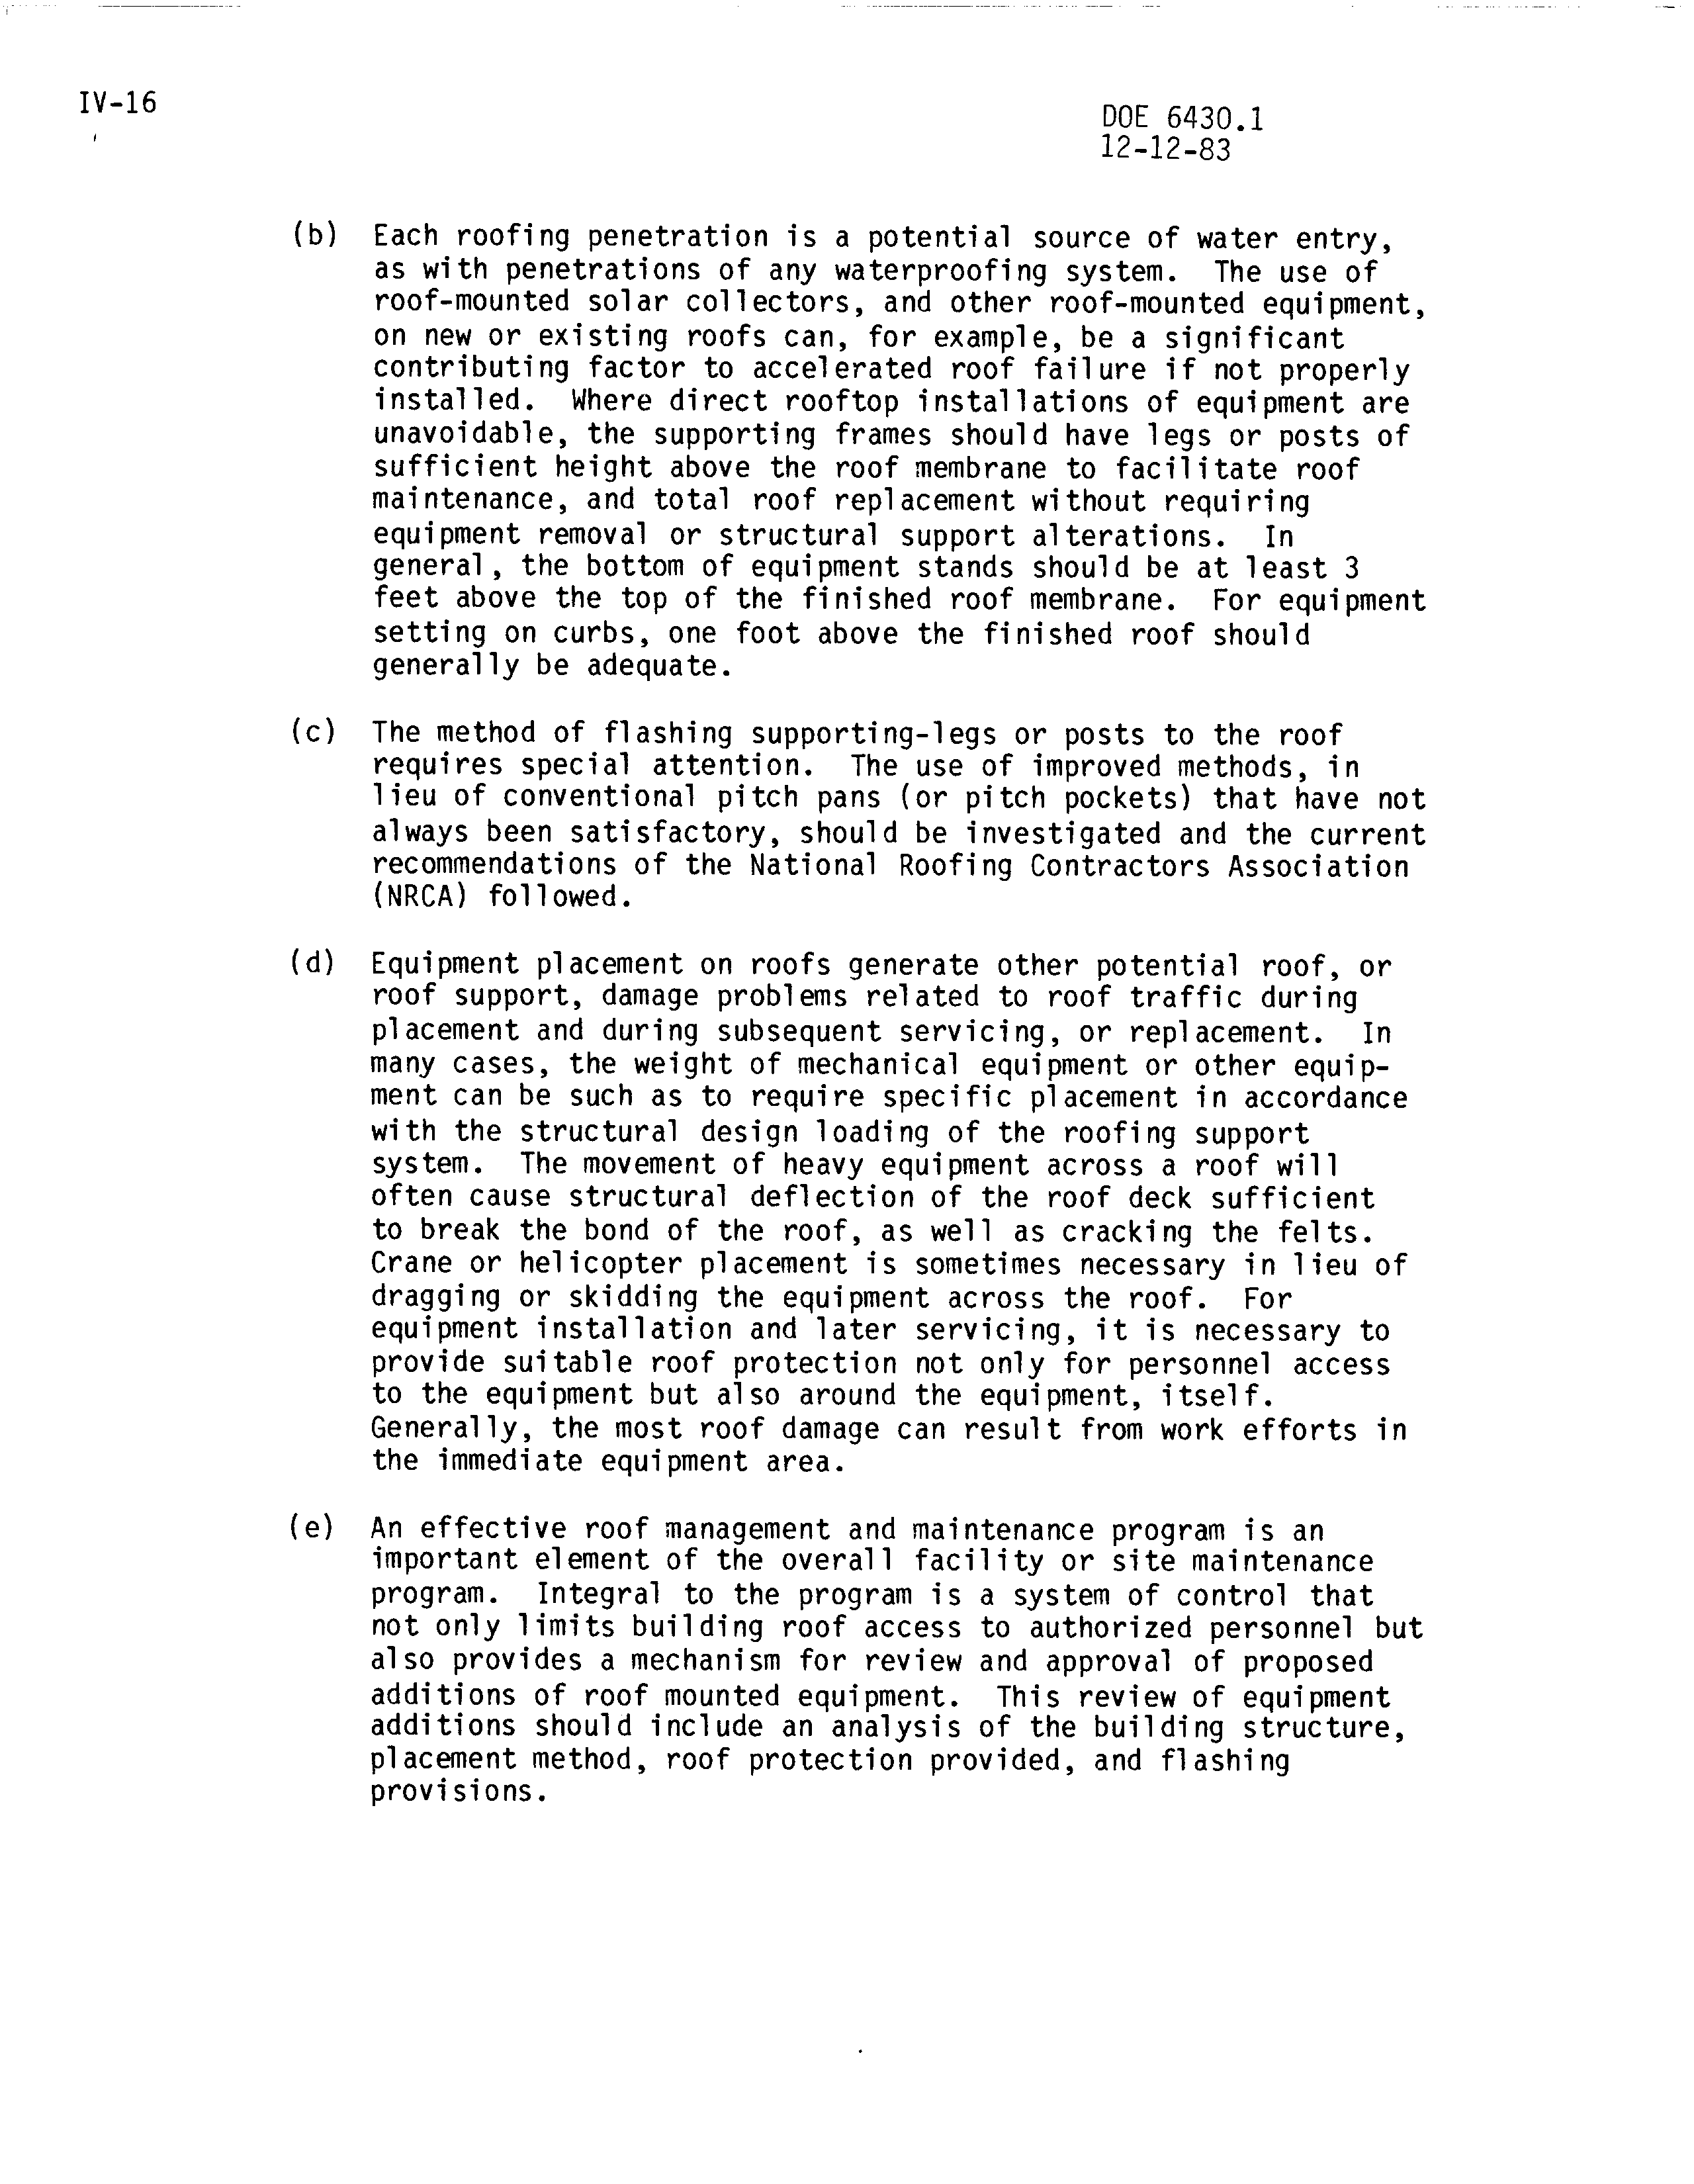 IV-16
DOE 6430.1
12-12-83
(b) Each roofing penetration is a potential source of water entry,
as with penetrations of any waterproofing system. The use of
roof-mounted solar collectors, and other roof-mounted equipment,
on new or existing roofs can, for example, be a significant
contributing factor to accelerated roof failure if not properly
installed. Where direct rooftop installations of equipment are
unavoidable, the supporting frames should have legs or posts of
sufficient height above the roof membrane to facilitate roof
maintenance, and total roof replacement without requiring
equipment removal or structural support alterations. In
general, the bottom of equipment stands should be at least 3
feet above the top of the finished roof membrane. For equipment
setting on curbs, one foot above the finished roof should
generally be adequate.
(c) The method of flashing supporting-legs or posts to the roof
requires special attention. The use of improved methods, in
lieu of conventional pitch pans (or pitch pockets) that have not
always been satisfactory, should be investigated and the current
recommendations of the National Roofing Contractors Association
(NRCA) followed.
(d) Equipment placement on roofs generate other potential roof, or
roof support, damage problems related to roof traffic during
placement and during subsequent servicing, or replacement. In
many cases, the weight of mechanical equipment or other equip-
ment can be such as to require specific placement in accordance
with the structural design loading of the roofing support
system. The movement of heavy equipment across a roof will
often cause structural deflection of the roof deck sufficient
to break the bond of the roof, as well as cracking the felts.
Crane or helicopter placement is sometimes necessary in lieu of
dragging or skidding the equipment across the roof. For
equipment installation and later servicing, it is necessary to
provide suitable roof protection not only for personnel access
to the equipment but also around the equipment, itself.
Generally, the most roof damage can result from work efforts in
the immediate equipment area.
(e) An effective roof management and maintenance program is an
important element of the overall facility or site maintenance
program. Integral to the program is a system of control that
not only limits building roof access to authorized personnel but
also provides a mechanism for review and approval of proposed
additions of roof mounted equipment. This review of equipment
additions should include an analysis of the building structure,
placement method, roof protection provided, and flashing
provisions.